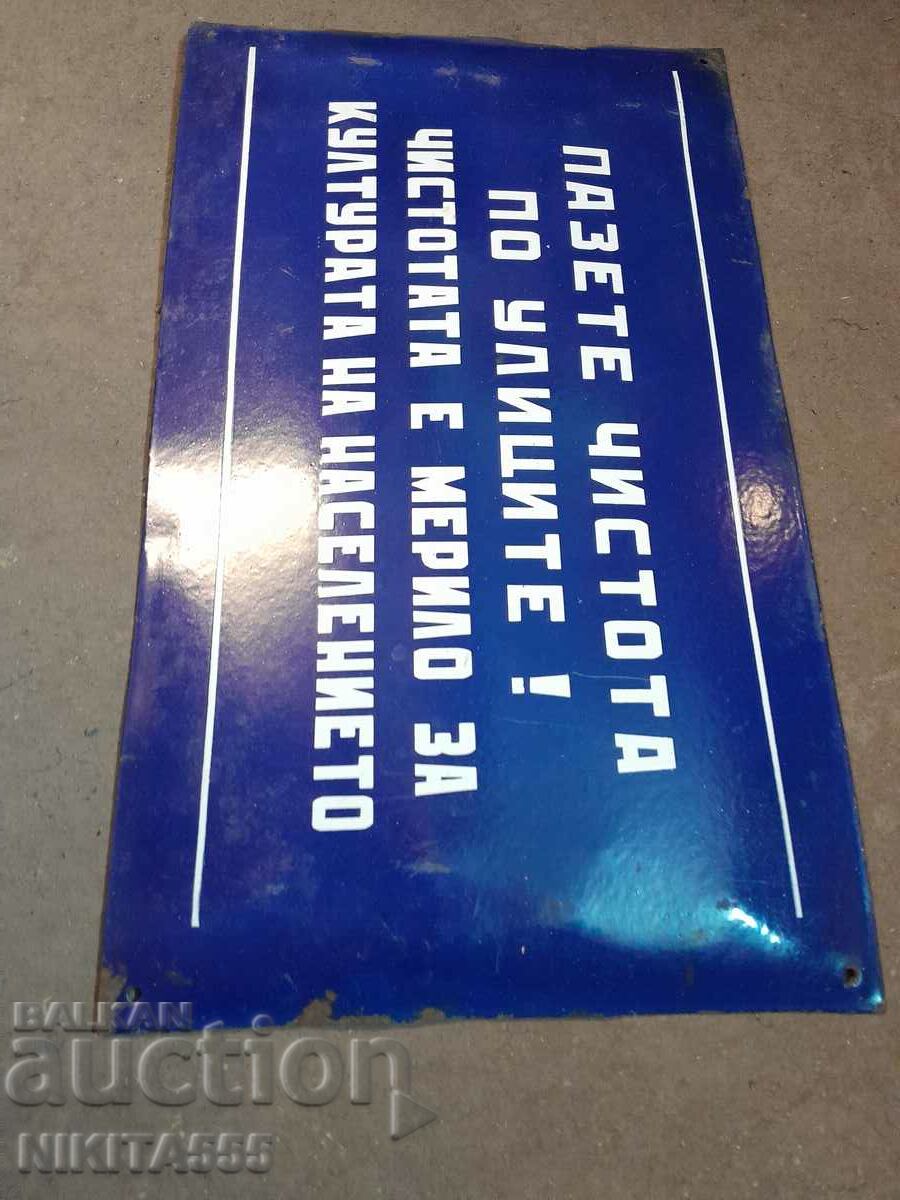 ПАЗЕТЕ ЧИСТОТА
ПО УЛИЦИТЕ !
ЧИСТОТАТА Е МЕРИЛО ЗА
КУЛТУРАТА НА НАСЕЛЕНИЕТО
BALKAN
auction
NIKITA555